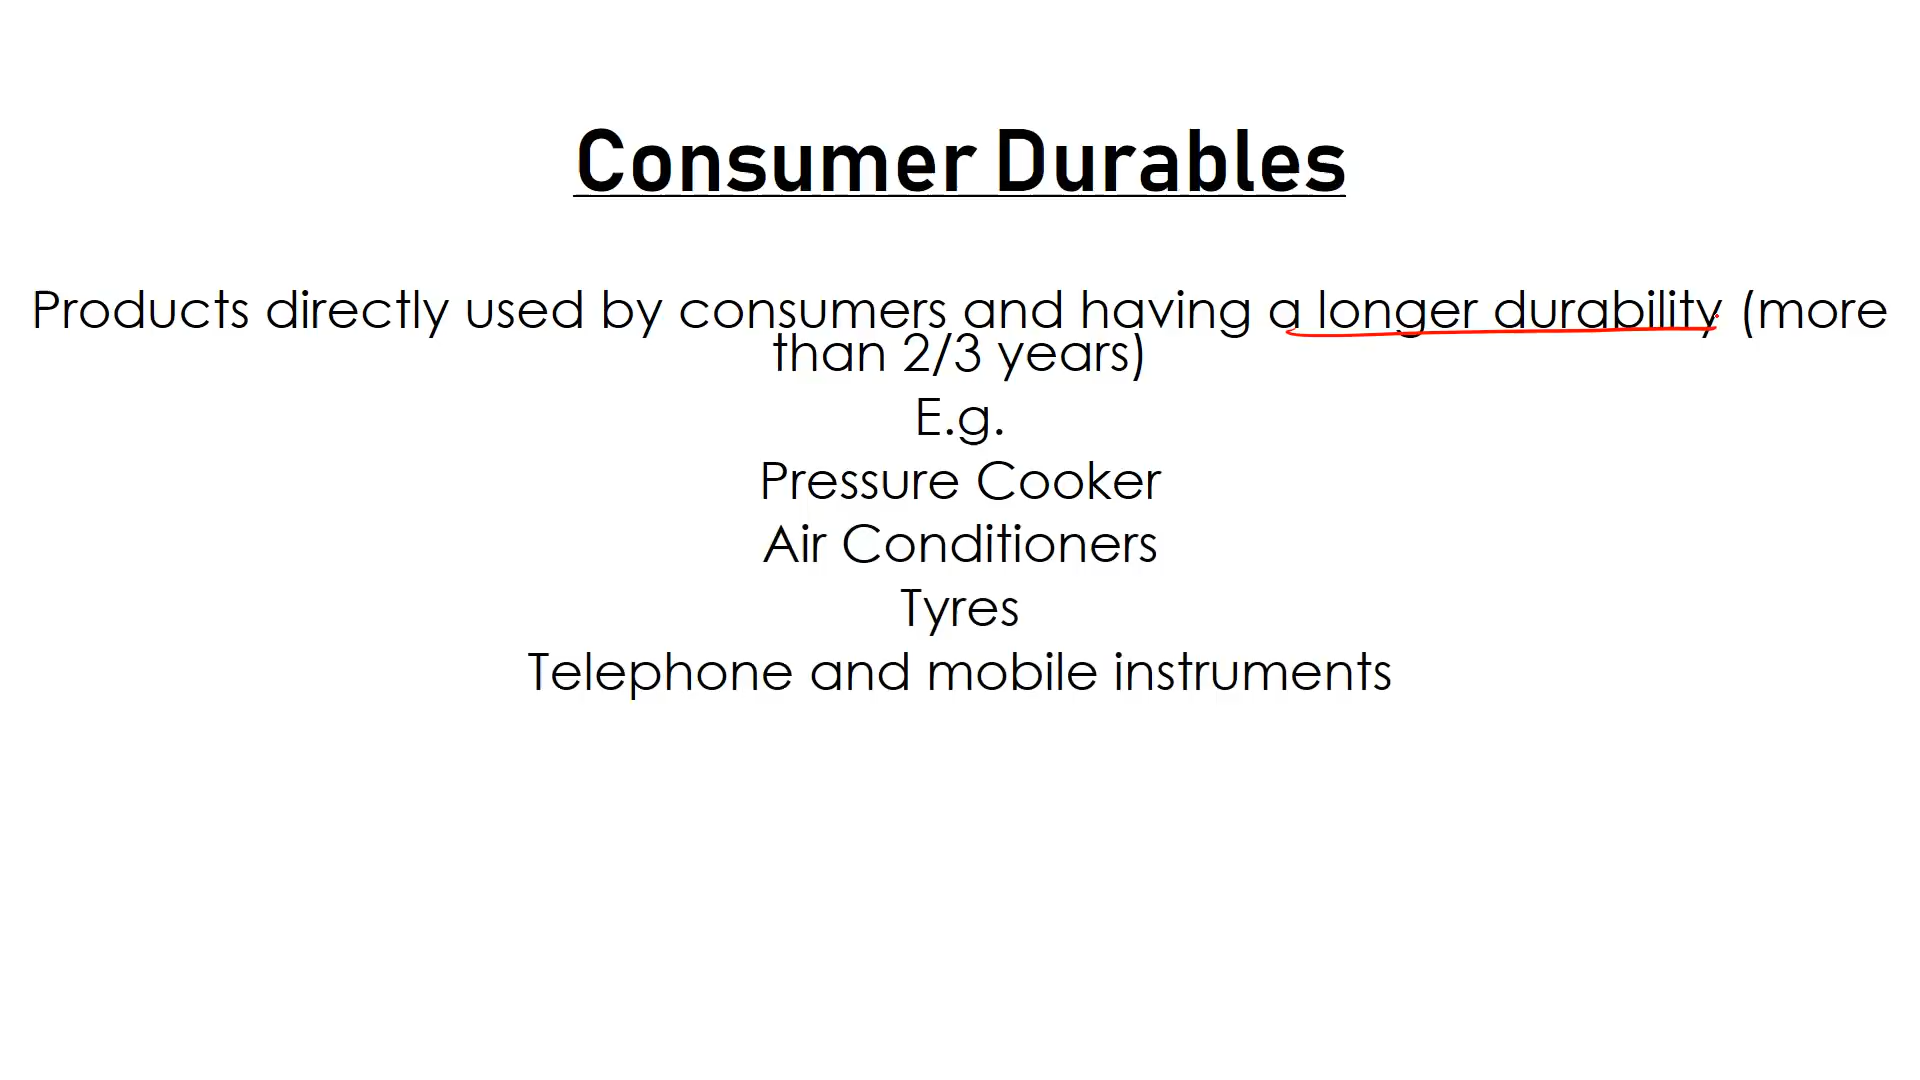 Consumer Durables
Products directly used by consumers and having a longer durability (more
than 2/3 years)
E.g.
Pressure Cooker
Air Conditioners
Tyres
Telephone and mobile instruments